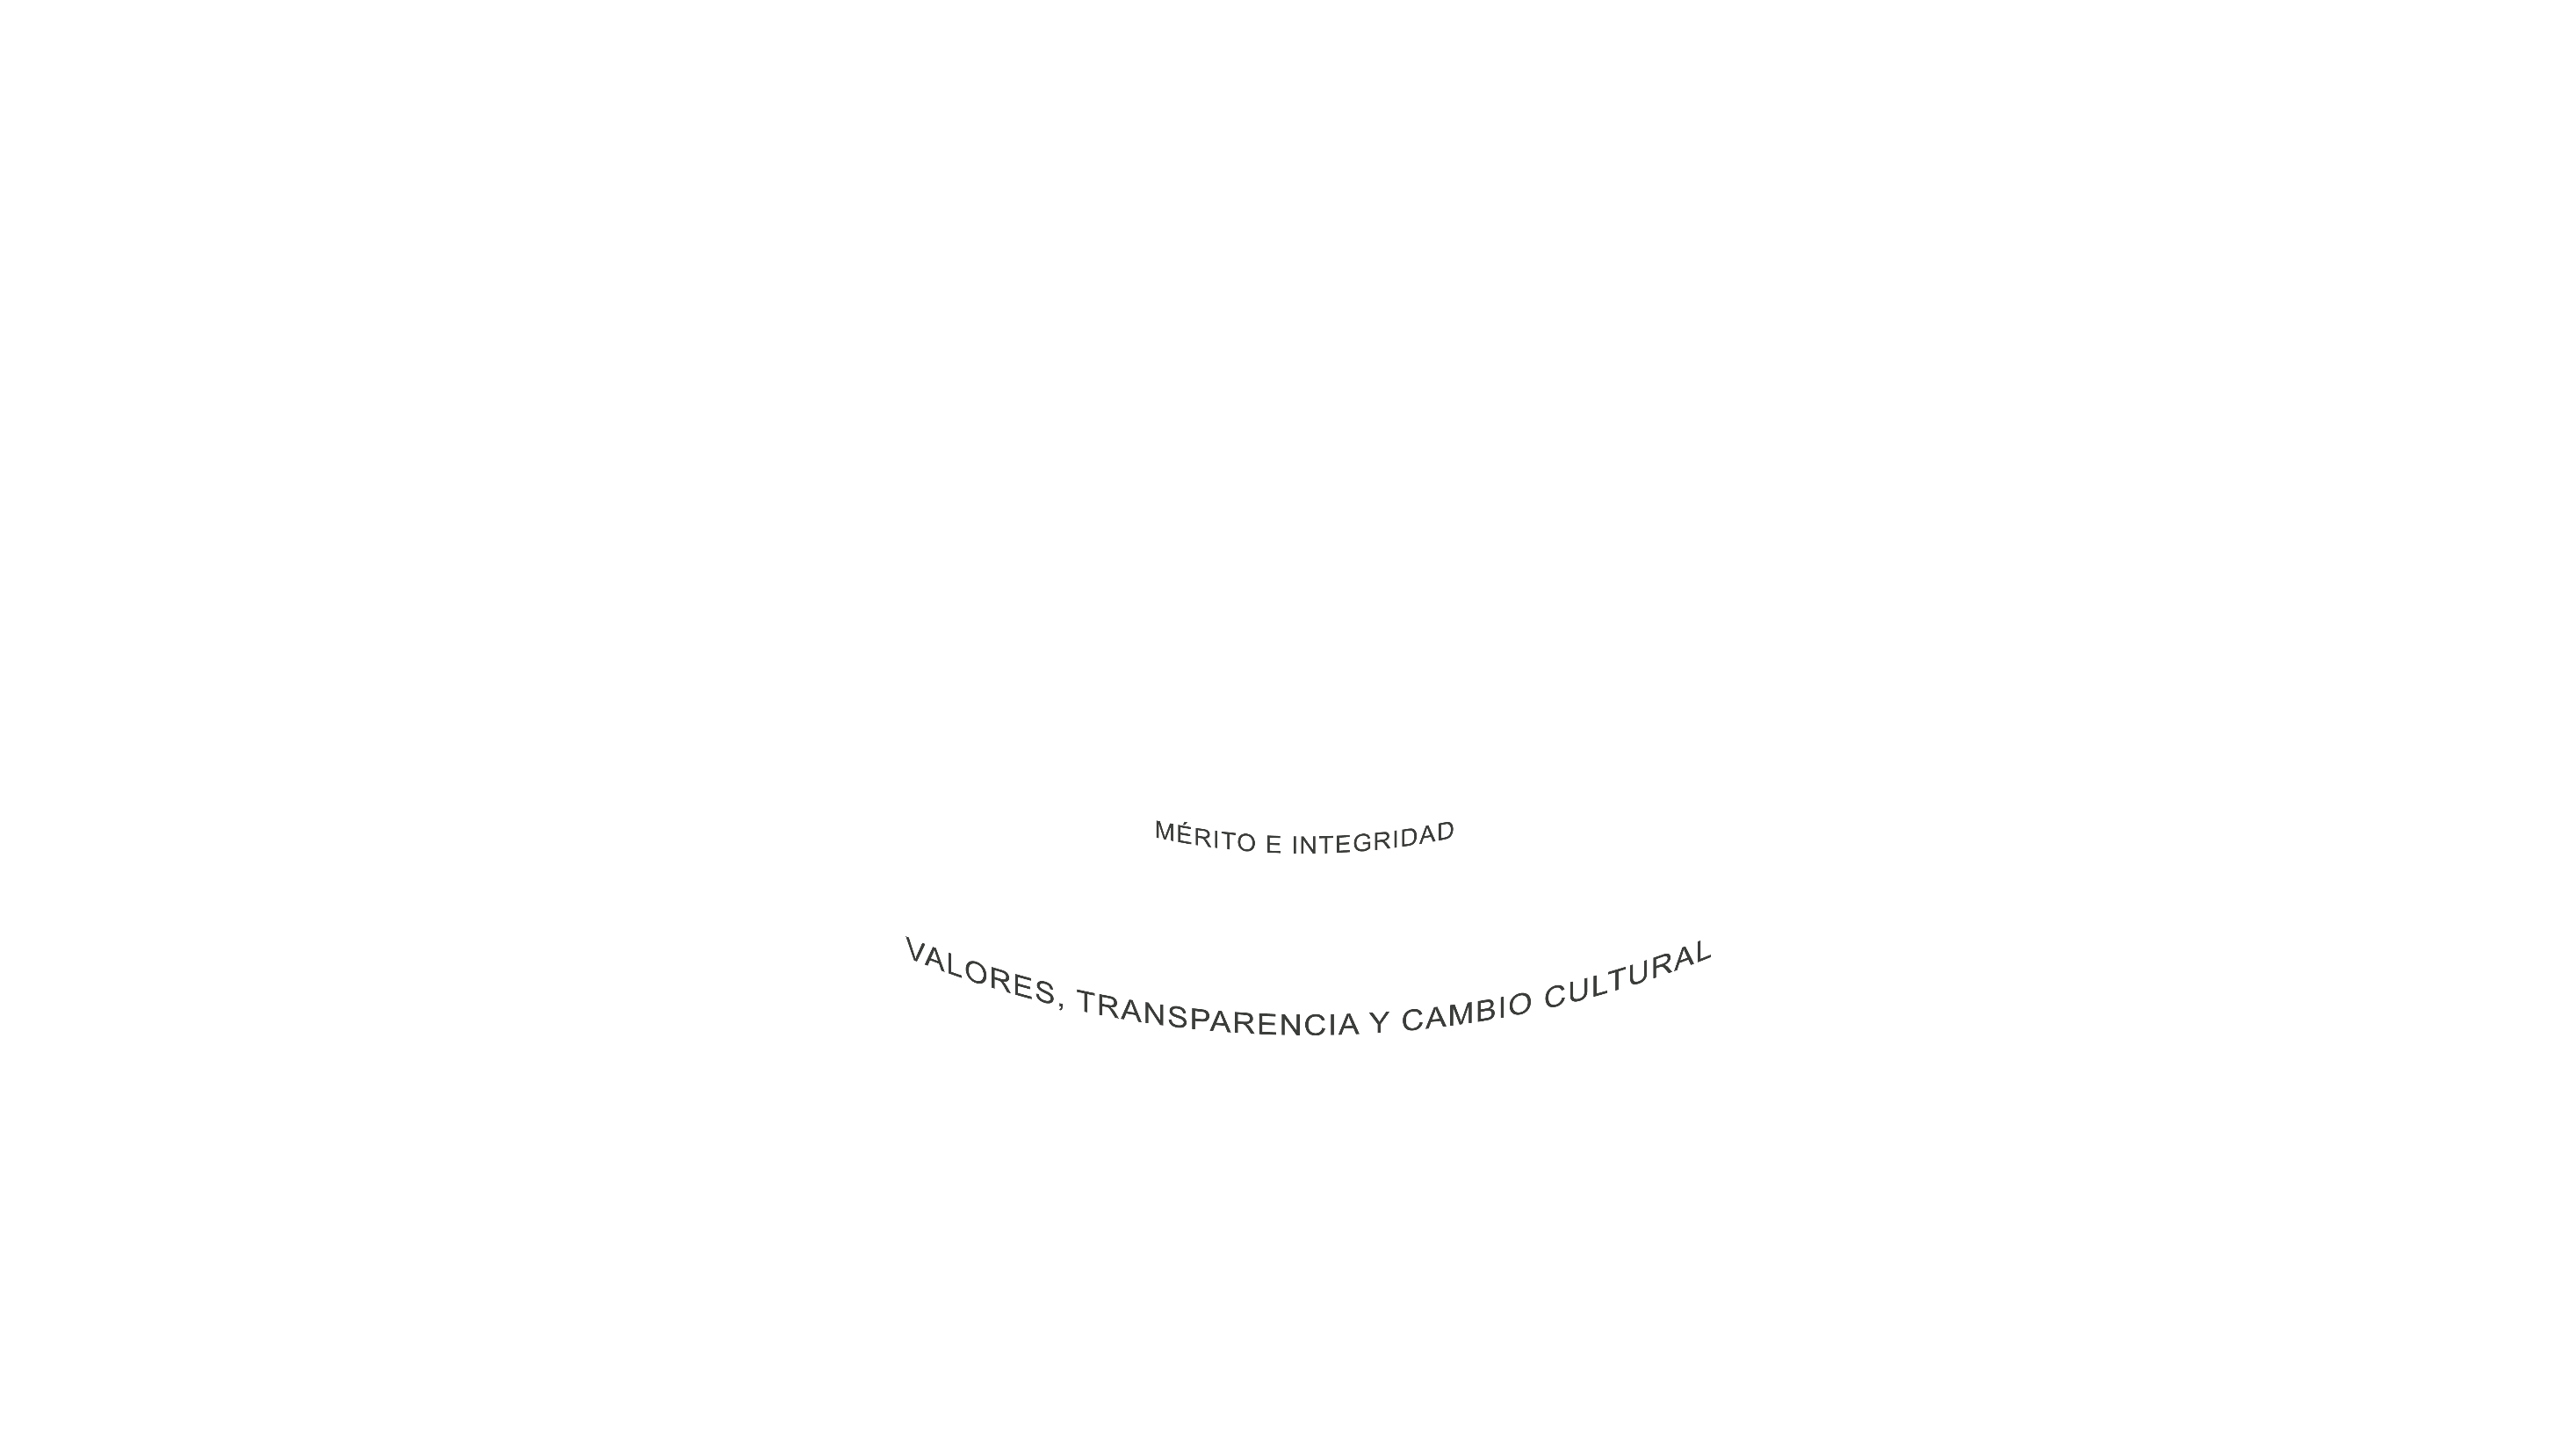 MÉRITO E INTEGRIDAD
VALORES, TRANSPARENCIA Y CAMBIO CULTURAL